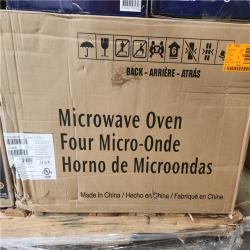 BACK - ARRIÈRE - ATRÁS
Microwave Oven
Four Micro-Onde
Horno de Microondas
Made in China / Hecho en China / Fabriqué en Chine